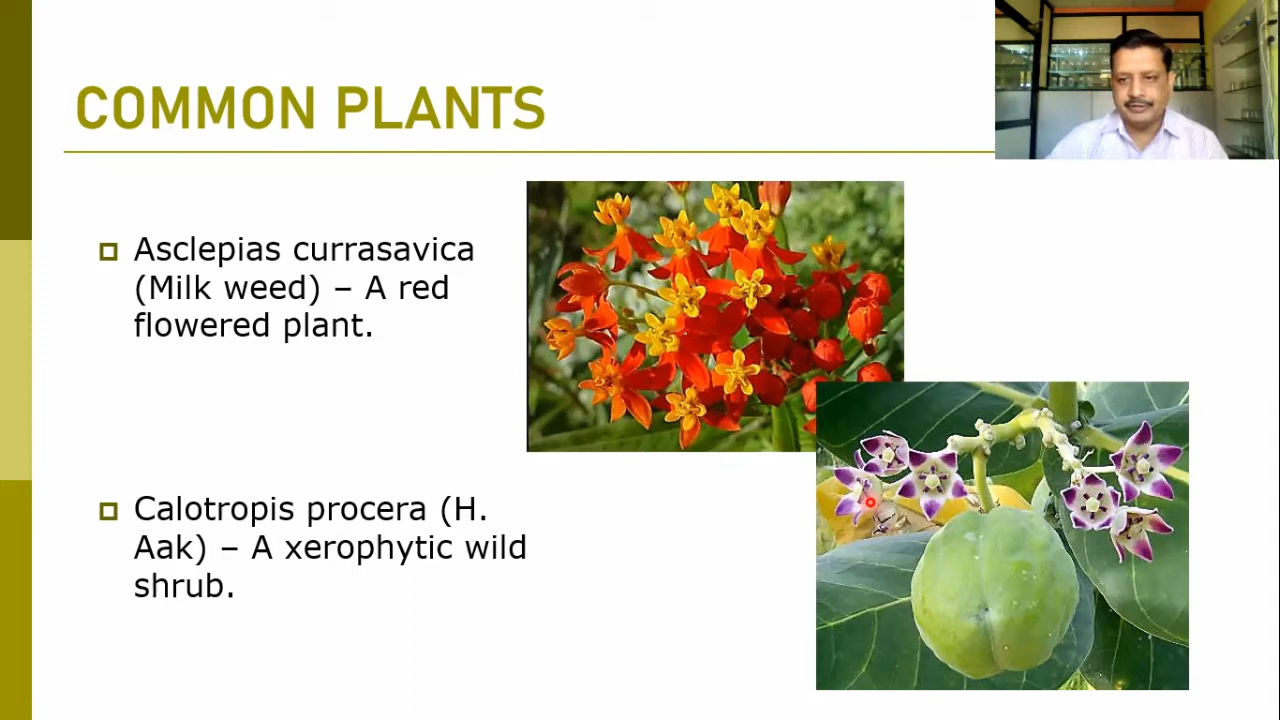 COMMON PLANTS
Asclepias currasavica
(Milk weed) – A red
flowered plant.
Calotropis procera (H.
Aak) – A xerophytic wild
shrub.